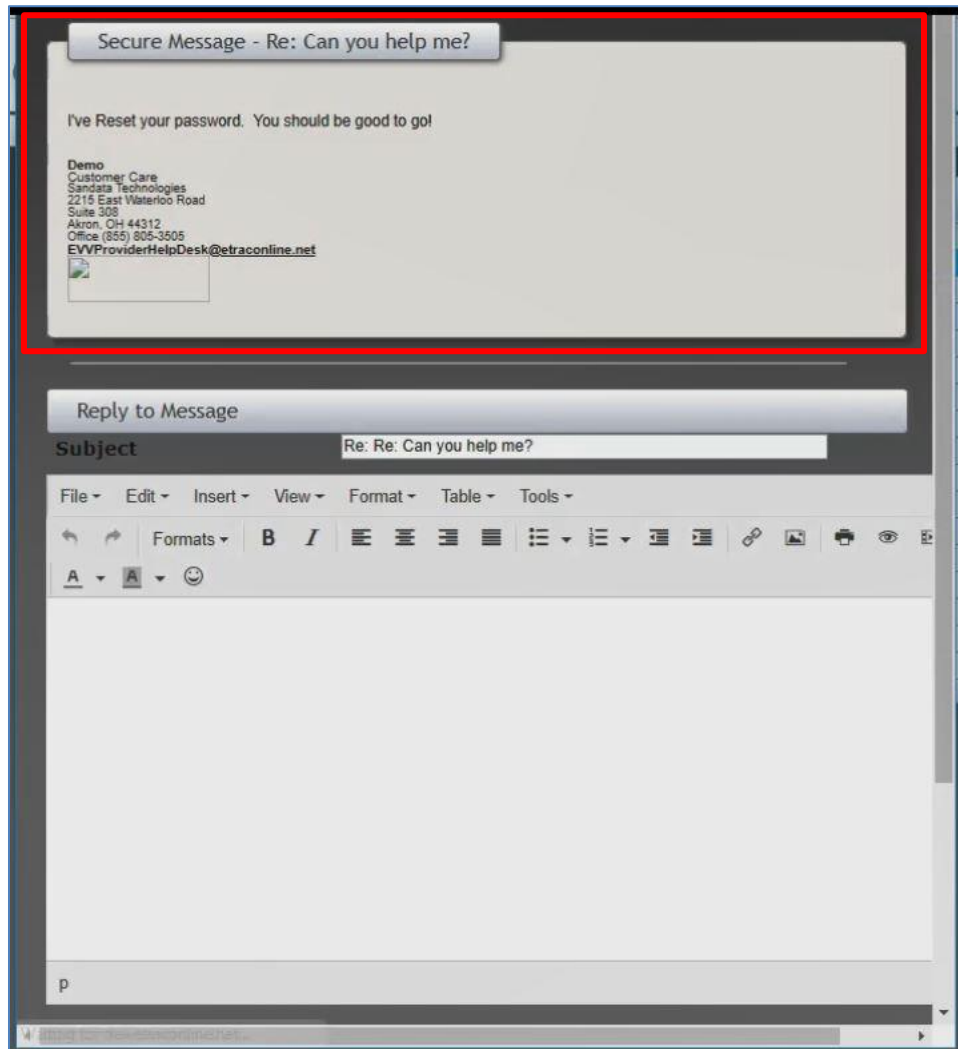 Secure Message - Re: Can you help me?
I've Reset your password.  You should be good to go!
Demo
Customer Care
Sandata Technologies
2215 East Waterloo Road
Suite 308
Akron, OH 44312
Office (855) 805-3505
EVVProviderHelpDesk@etraconline.net
Reply to Message
Subject Re: Re: Can you help me?
File Edit Insert View Format Table Tools
Formats B I
A A
p